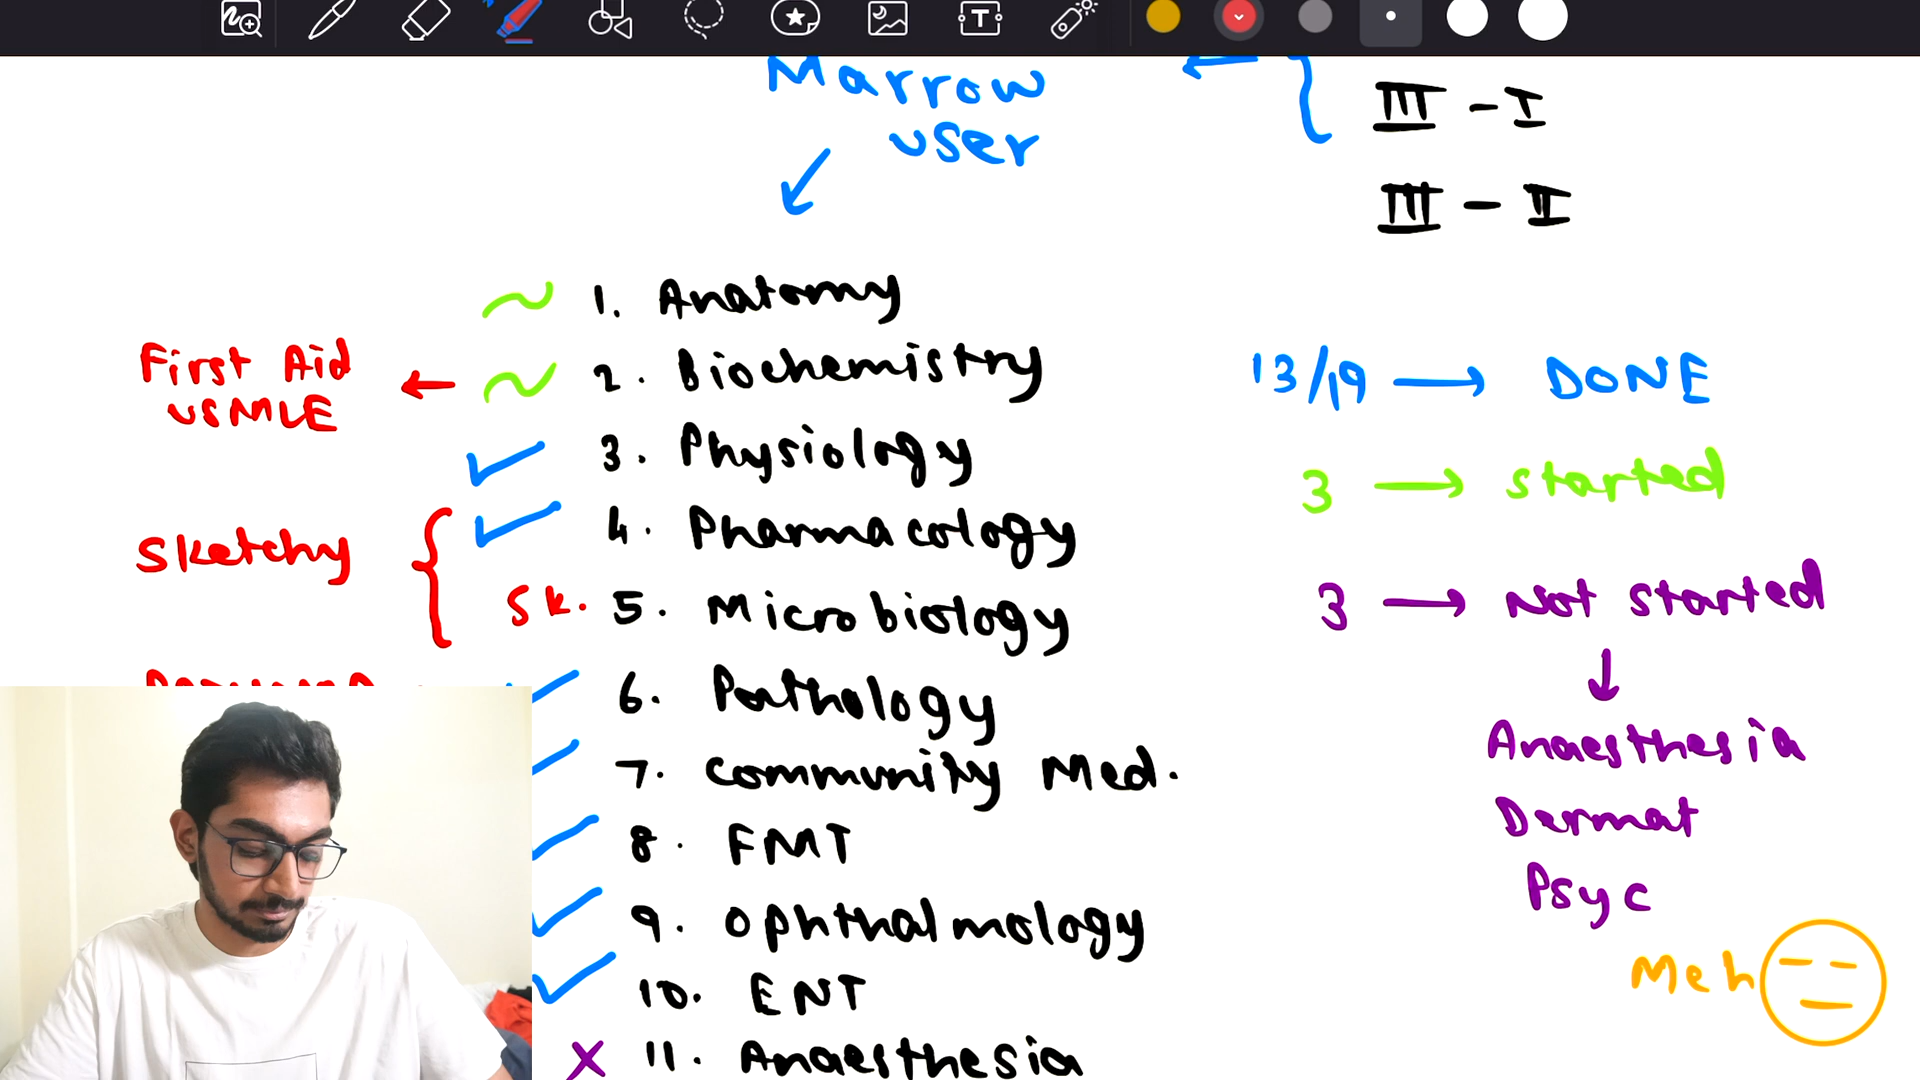 Marrow
user
III - I
III - II
1. Anatomy
First Aid
USMLE
2. Biochemistry
13/19 → DONE
3. Physiology
3 → started
Sketchy
4. Pharmacology
Sk. 5. Microbiology
3 → Not started
6. Pathology
7. Community Med.
Anaesthesia
8. FMT
Dermat
9. Ophthalmology
Psyc
10. ENT
Meh
X 11. Anaesthesia